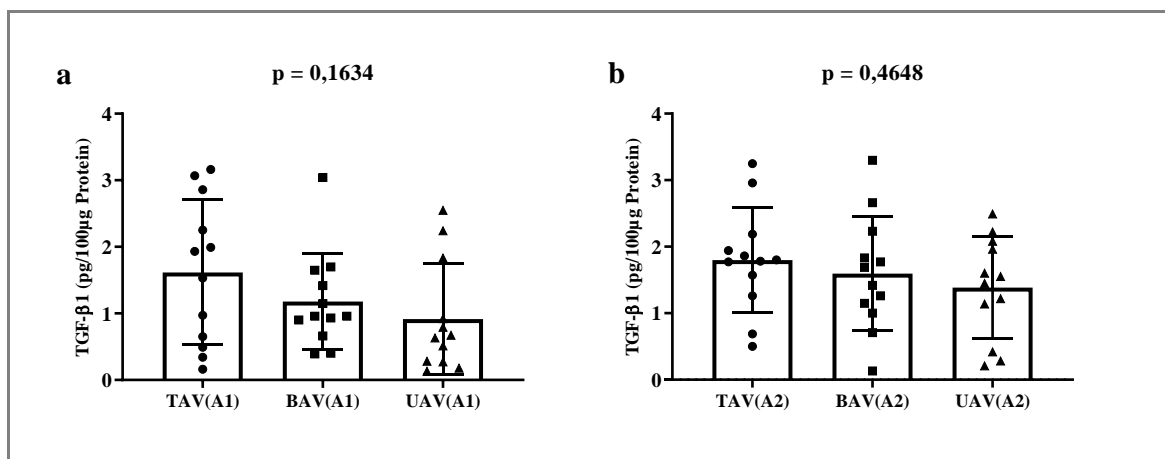 a
p = 0,1634
TGF-β1 (pg/100µg Protein)
4
3
2
1
0
TAV(A1) BAV(A1) UAV(A1)
b
p = 0,4648
TGF-β1 (pg/100µg Protein)
4
3
2
1
0
TAV(A2) BAV(A2) UAV(A2)